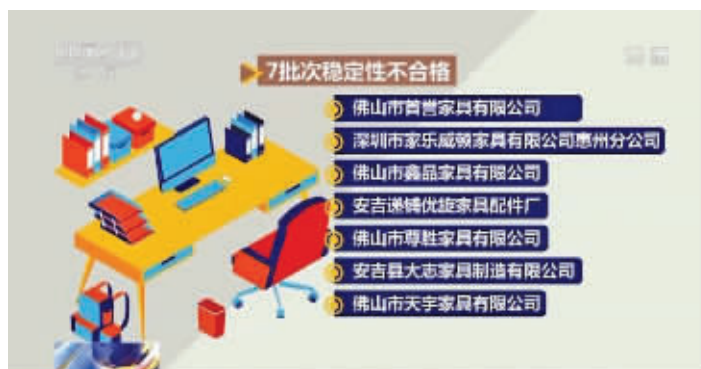 7批次稳定性不合格
佛山市首誉家具有限公司
深圳市家乐威顿家具有限公司惠州分公司
佛山市鑫品家具有限公司
安吉递铺优旋家具配件厂
佛山市尊胜家具有限公司
安吉县大志家具制造有限公司
佛山市天宇家具有限公司